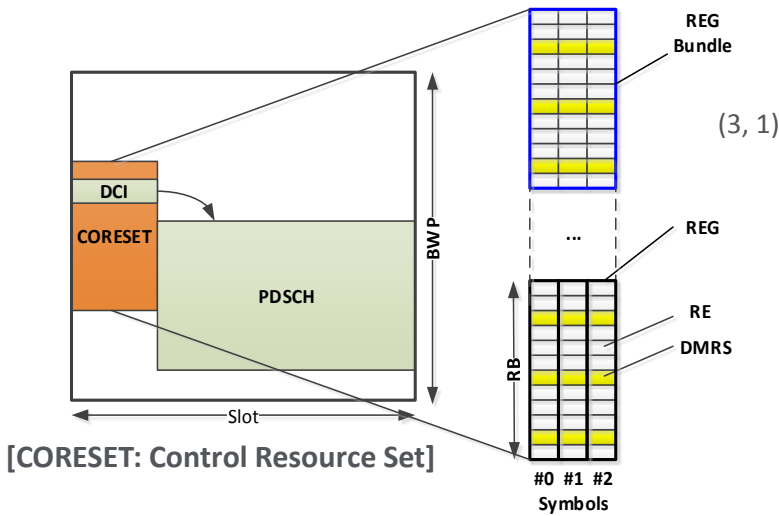 REG
Bundle
(3, 1)
DCI
CORESET
BWP
PDSCH
...
REG
RE
DMRS
RB
Slot
[CORESET: Control Resource Set]
#0 #1 #2
Symbols